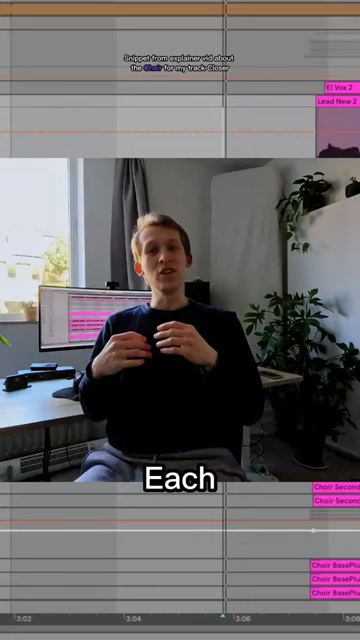 Snippet from explainer vid about
the Choir for my track Closer
El Vox 2
Lead New 2
Each
Choir Second
Choir Second
Choir BasePlu
Choir BasePlu
Choir BasePlu
3:02
3:04
3:06
3:08